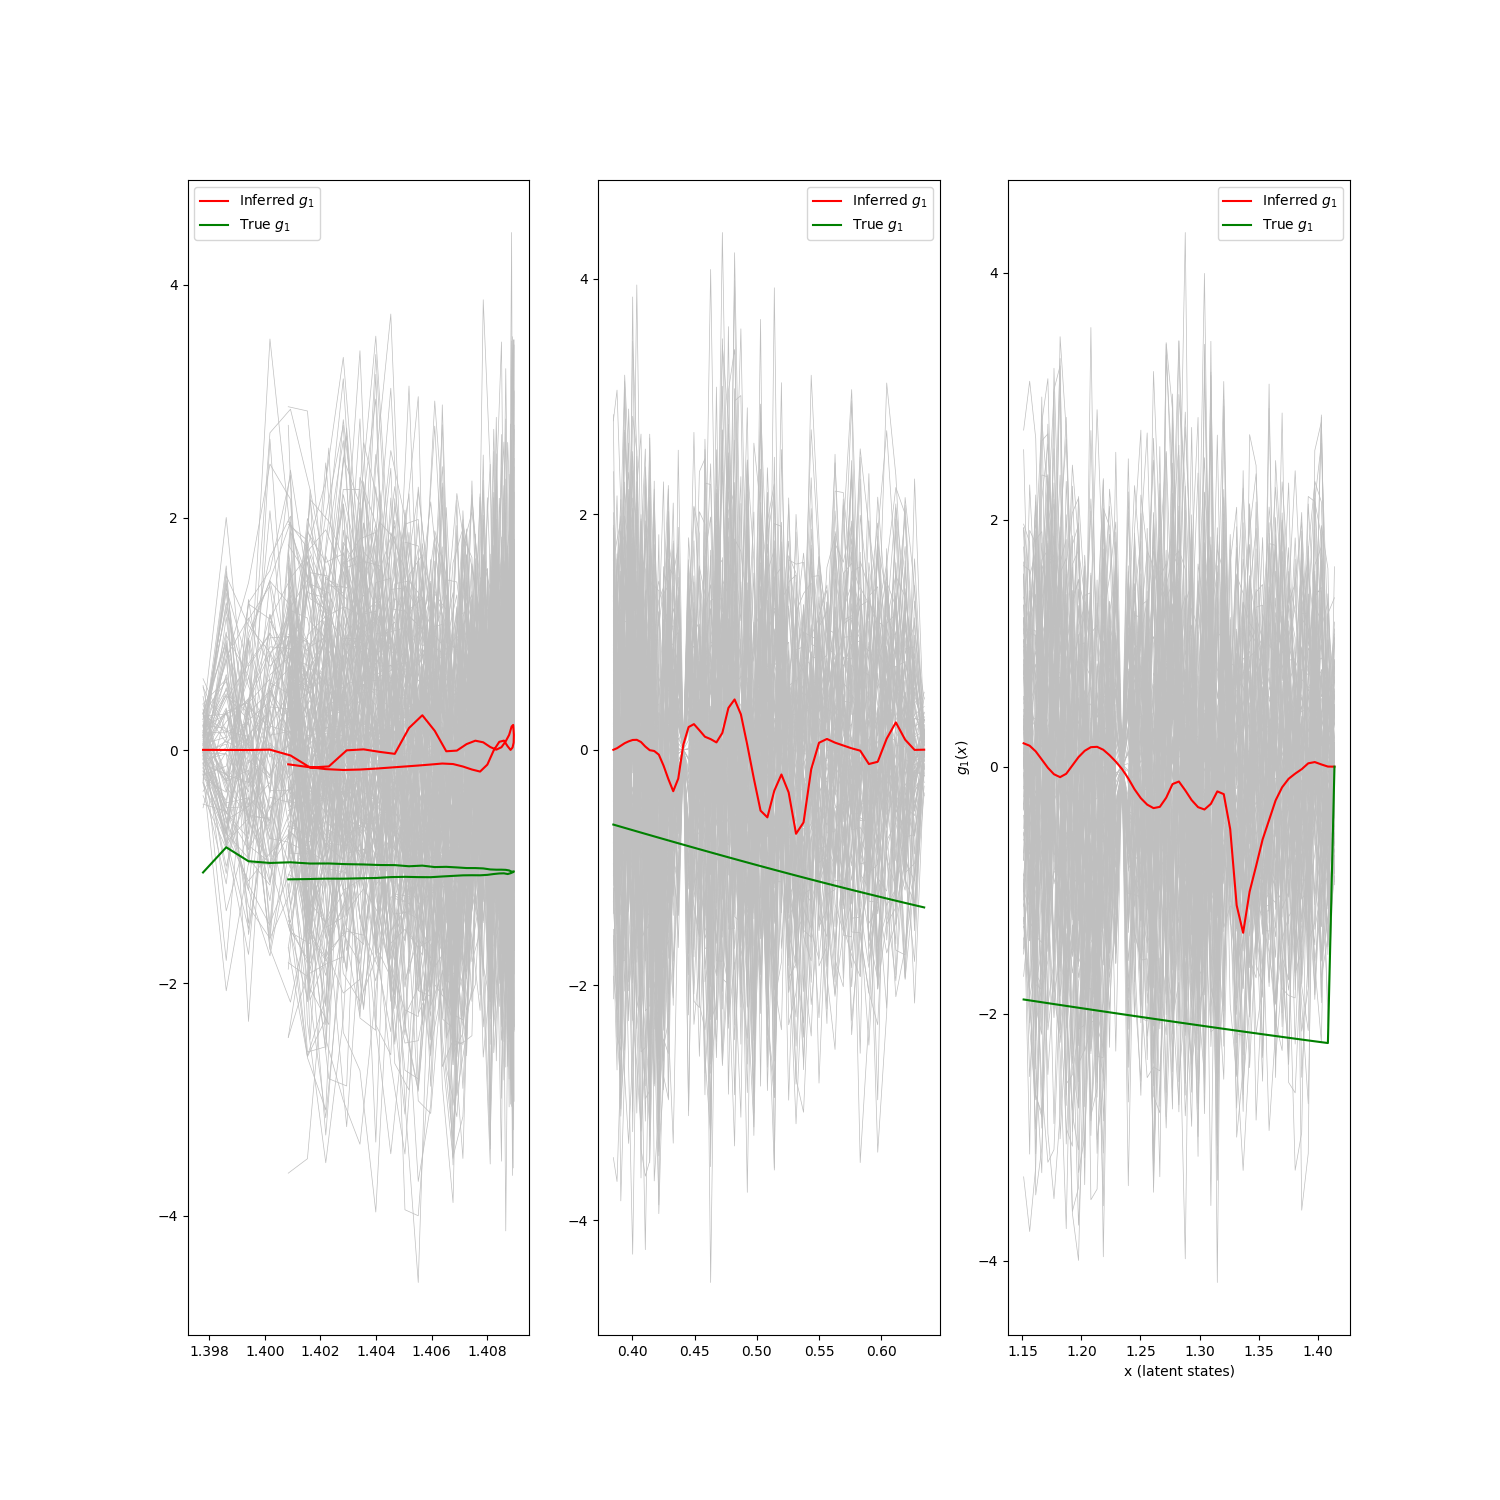 Inferred g₁
True g₁
4
2
0
−2
−4
1.398 1.400 1.402 1.404 1.406 1.408
Inferred g₁
True g₁
4
2
0
−2
−4
0.40 0.45 0.50 0.55 0.60
Inferred g₁
True g₁
g₁(x)
4
2
0
−2
−4
1.15 1.20 1.25 1.30 1.35 1.40
x (latent states)